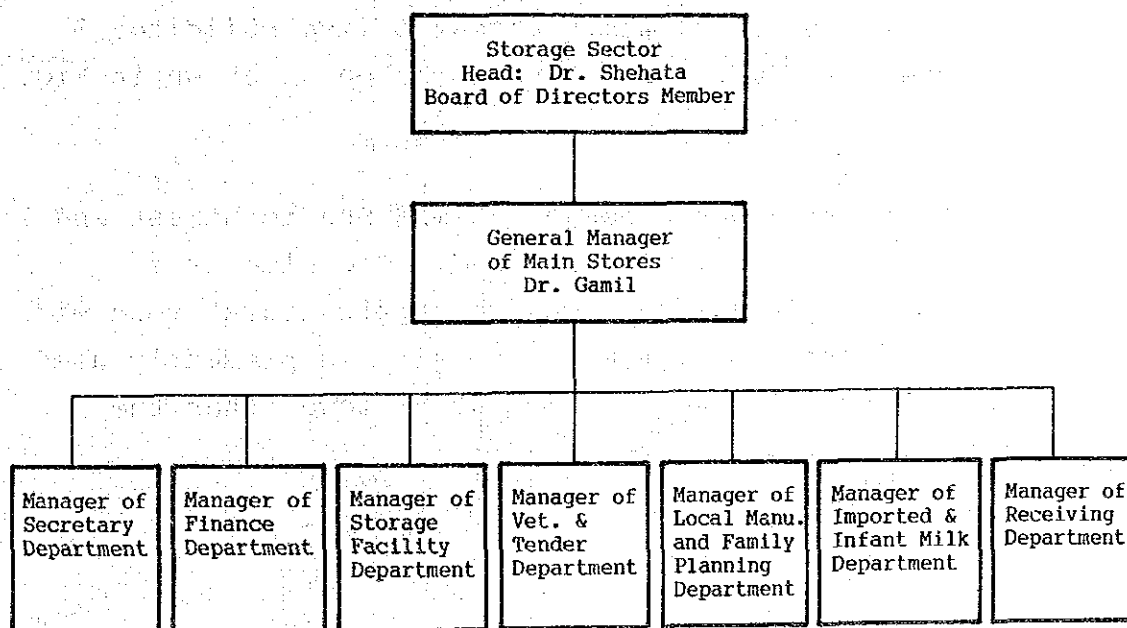 Storage Sector
Head: Dr. Shehata
Board of Directors Member
General Manager
of Main Stores
Dr. Gamil
Manager of
Secretary
Department
Manager of
Finance
Department
Manager of
Storage
Facility
Department
Manager of
Vet. &
Tender
Department
Manager of
Local Manu.
and Family
Planning
Department
Manager of
Imported &
Infant Milk
Department
Manager of
Receiving
Department